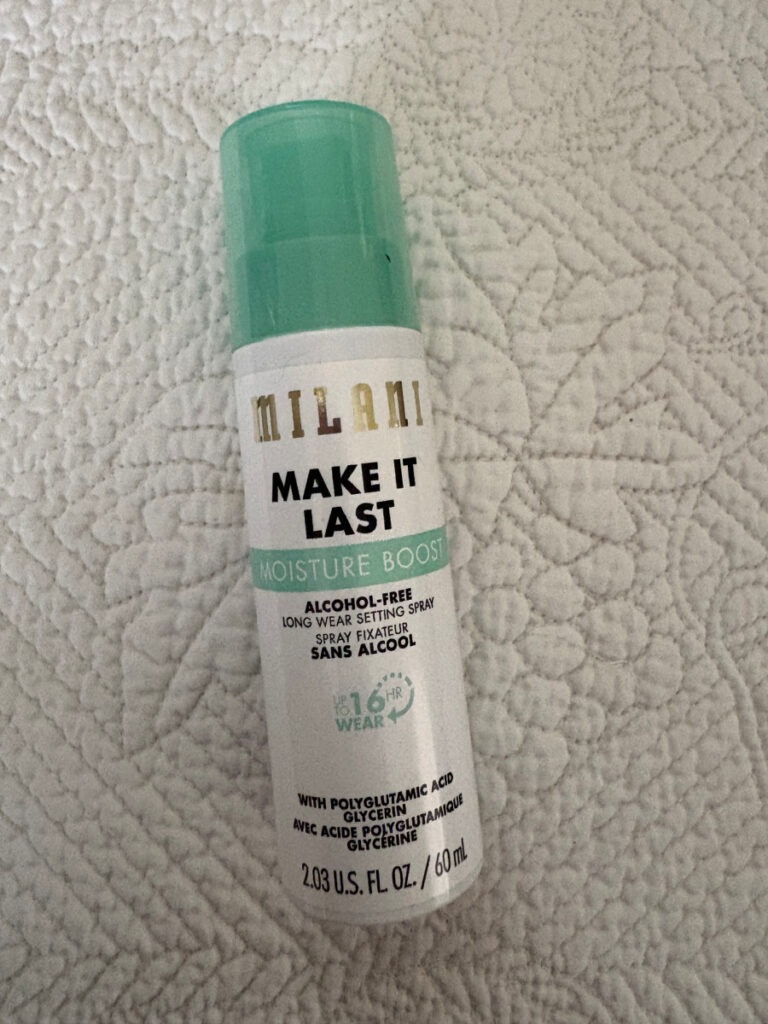 MILANI
MAKE IT
LAST
MOISTURE BOOST
ALCOHOL-FREE
LONG WEAR SETTING SPRAY
SPRAY FIXATEUR
SANS ALCOOL
UP TO 16 HR
WEAR
WITH POLYGLUTAMIC ACID
GLYCERIN
AVEC ACIDE POLYGLUTAMIQUE
GLYCÉRINE
2.03 U.S. FL. OZ. / 60 mL